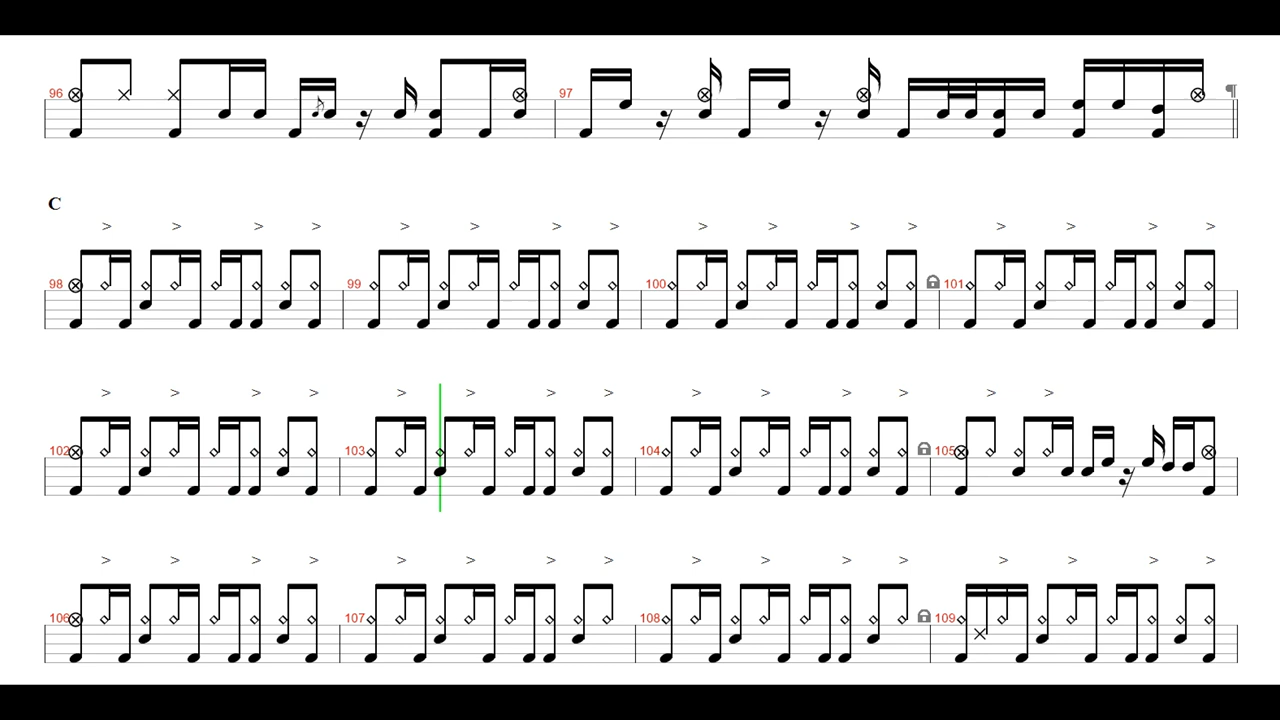 96 97 ¶
C
> > > > > > > > > > > > > > > >
98 99 100 101
> > > > > > > > > > > > > >
102 103 104 105
> > > > > > > > > > > > > > > >
106 107 108 109